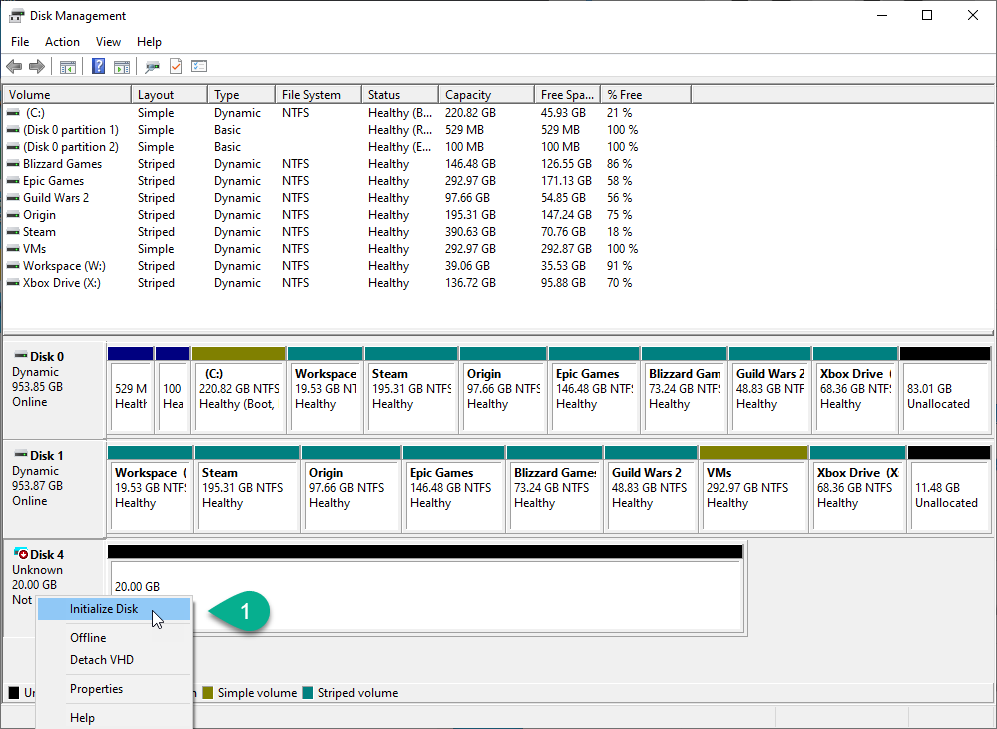 Disk Management
File Action View Help
Volume Layout Type File System Status Capacity Free Spa... % Free
(C:) Simple Dynamic NTFS Healthy (B... 220.82 GB 45.93 GB 21 %
(Disk 0 partition 1) Simple Basic Healthy (R... 529 MB 529 MB 100 %
(Disk 0 partition 2) Simple Basic Healthy (E... 100 MB 100 MB 100 %
Blizzard Games Striped Dynamic NTFS Healthy 146.48 GB 126.55 GB 86 %
Epic Games Striped Dynamic NTFS Healthy 292.97 GB 171.13 GB 58 %
Guild Wars 2 Striped Dynamic NTFS Healthy 97.66 GB 54.85 GB 56 %
Origin Striped Dynamic NTFS Healthy 195.31 GB 147.24 GB 75 %
Steam Striped Dynamic NTFS Healthy 390.63 GB 70.76 GB 18 %
VMs Simple Dynamic NTFS Healthy 292.97 GB 292.87 GB 100 %
Workspace (W:) Striped Dynamic NTFS Healthy 39.06 GB 35.53 GB 91 %
Xbox Drive (X:) Striped Dynamic NTFS Healthy 136.72 GB 95.88 GB 70 %
Disk 0
Dynamic
953.85 GB
Online
529 M
Healt
100
Hea
(C:)
220.82 GB NTFS
Healthy (Boot,
Workspace
19.53 GB NT
Healthy
Steam
195.31 GB NTFS
Healthy
Origin
97.66 GB NTFS
Healthy
Epic Games
146.48 GB NTFS
Healthy
Blizzard Gam
73.24 GB NTFS
Healthy
Guild Wars 2
48.83 GB NTFS
Healthy
Xbox Drive (
68.36 GB NTFS
Healthy
83.01 GB
Unallocated
Disk 1
Dynamic
953.87 GB
Online
Workspace (
19.53 GB NTFS
Healthy
Steam
195.31 GB NTFS
Healthy
Origin
97.66 GB NTFS
Healthy
Epic Games
146.48 GB NTFS
Healthy
Blizzard Games
73.24 GB NTFS
Healthy
Guild Wars 2
48.83 GB NTFS
Healthy
VMs
292.97 GB NTFS
Healthy
Xbox Drive (X
68.36 GB NTFS
Healthy
11.48 GB
Unallocated
Disk 4
Unknown
20.00 GB
Not
20.00 GB
Initialize Disk
1
Offline
Detach VHD
Properties
Help
Un
n Simple volume Striped volume